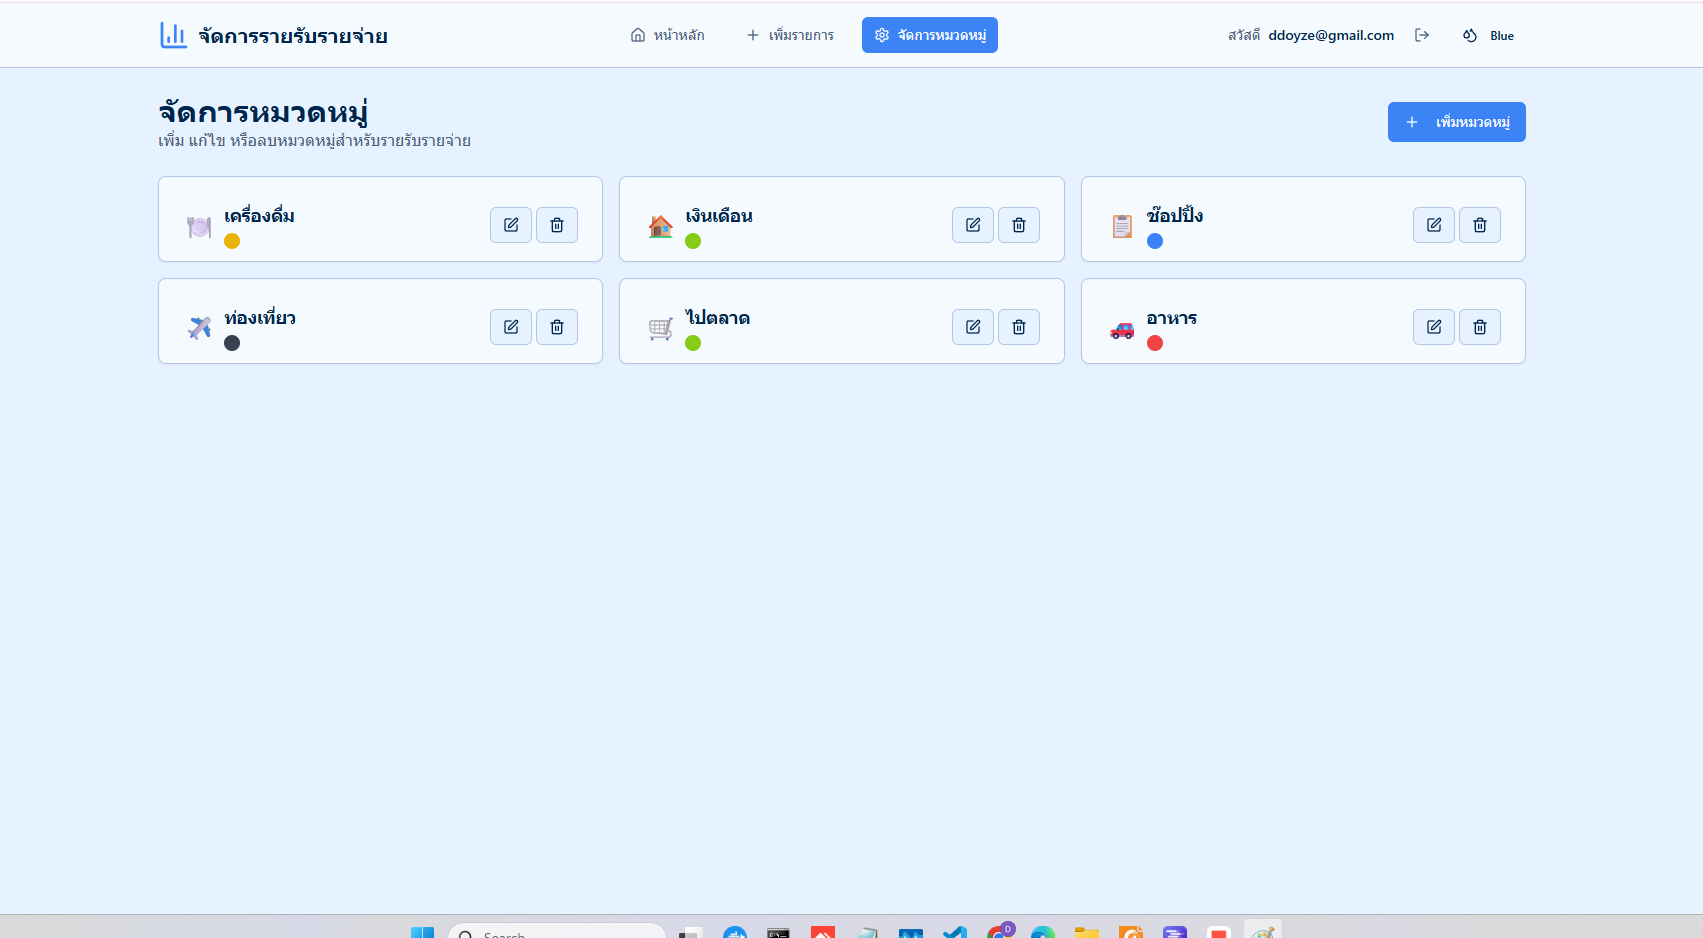 จัดการรายรับรายจ่าย
หน้าหลัก
เพิ่มรายการ
จัดการหมวดหมู่
สวัสดี ddoyze@gmail.com
Blue
จัดการหมวดหมู่
เพิ่ม แก้ไข หรือลบหมวดหมู่สำหรับรายรับรายจ่าย
เพิ่มหมวดหมู่
เครื่องดื่ม
เงินเดือน
ช๊อปปิ้ง
ท่องเที่ยว
ไปตลาด
อาหาร
Search
D